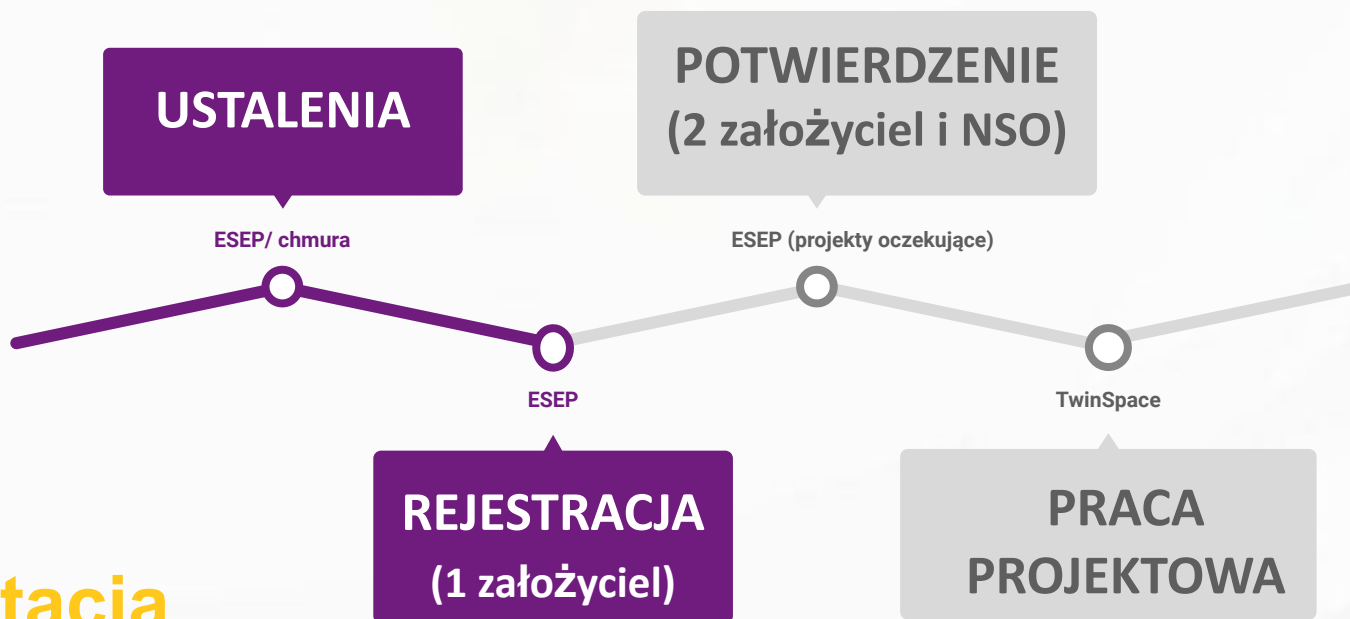 USTALENIA
POTWIERDZENIE
(2 założyciel i NSO)
ESEP/ chmura
ESEP (projekty oczekujące)
ESEP
TwinSpace
REJESTRACJA
(1 założyciel)
PRACA
PROJEKTOWA